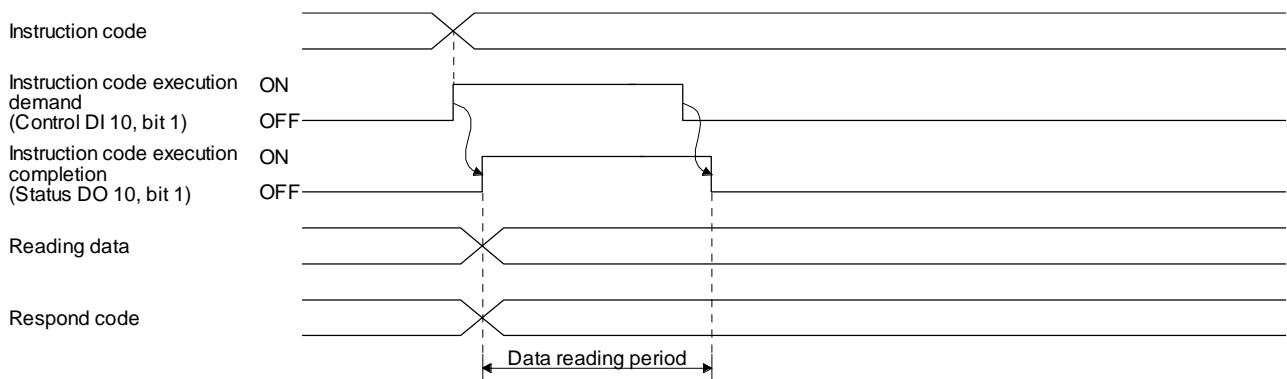 Instruction code
Instruction code execution ON
demand
(Control DI 10, bit 1) OFF
Instruction code execution ON
completion
(Status DO 10, bit 1) OFF
Reading data
Respond code
Data reading period